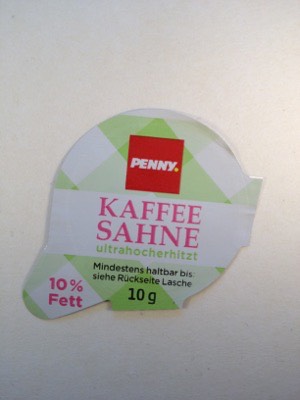 PENNY.
KAFFEE
SAHNE
ultrahocherhitzt
Mindestens haltbar bis:
siehe Rückseite Lasche
10 g
10%
Fett